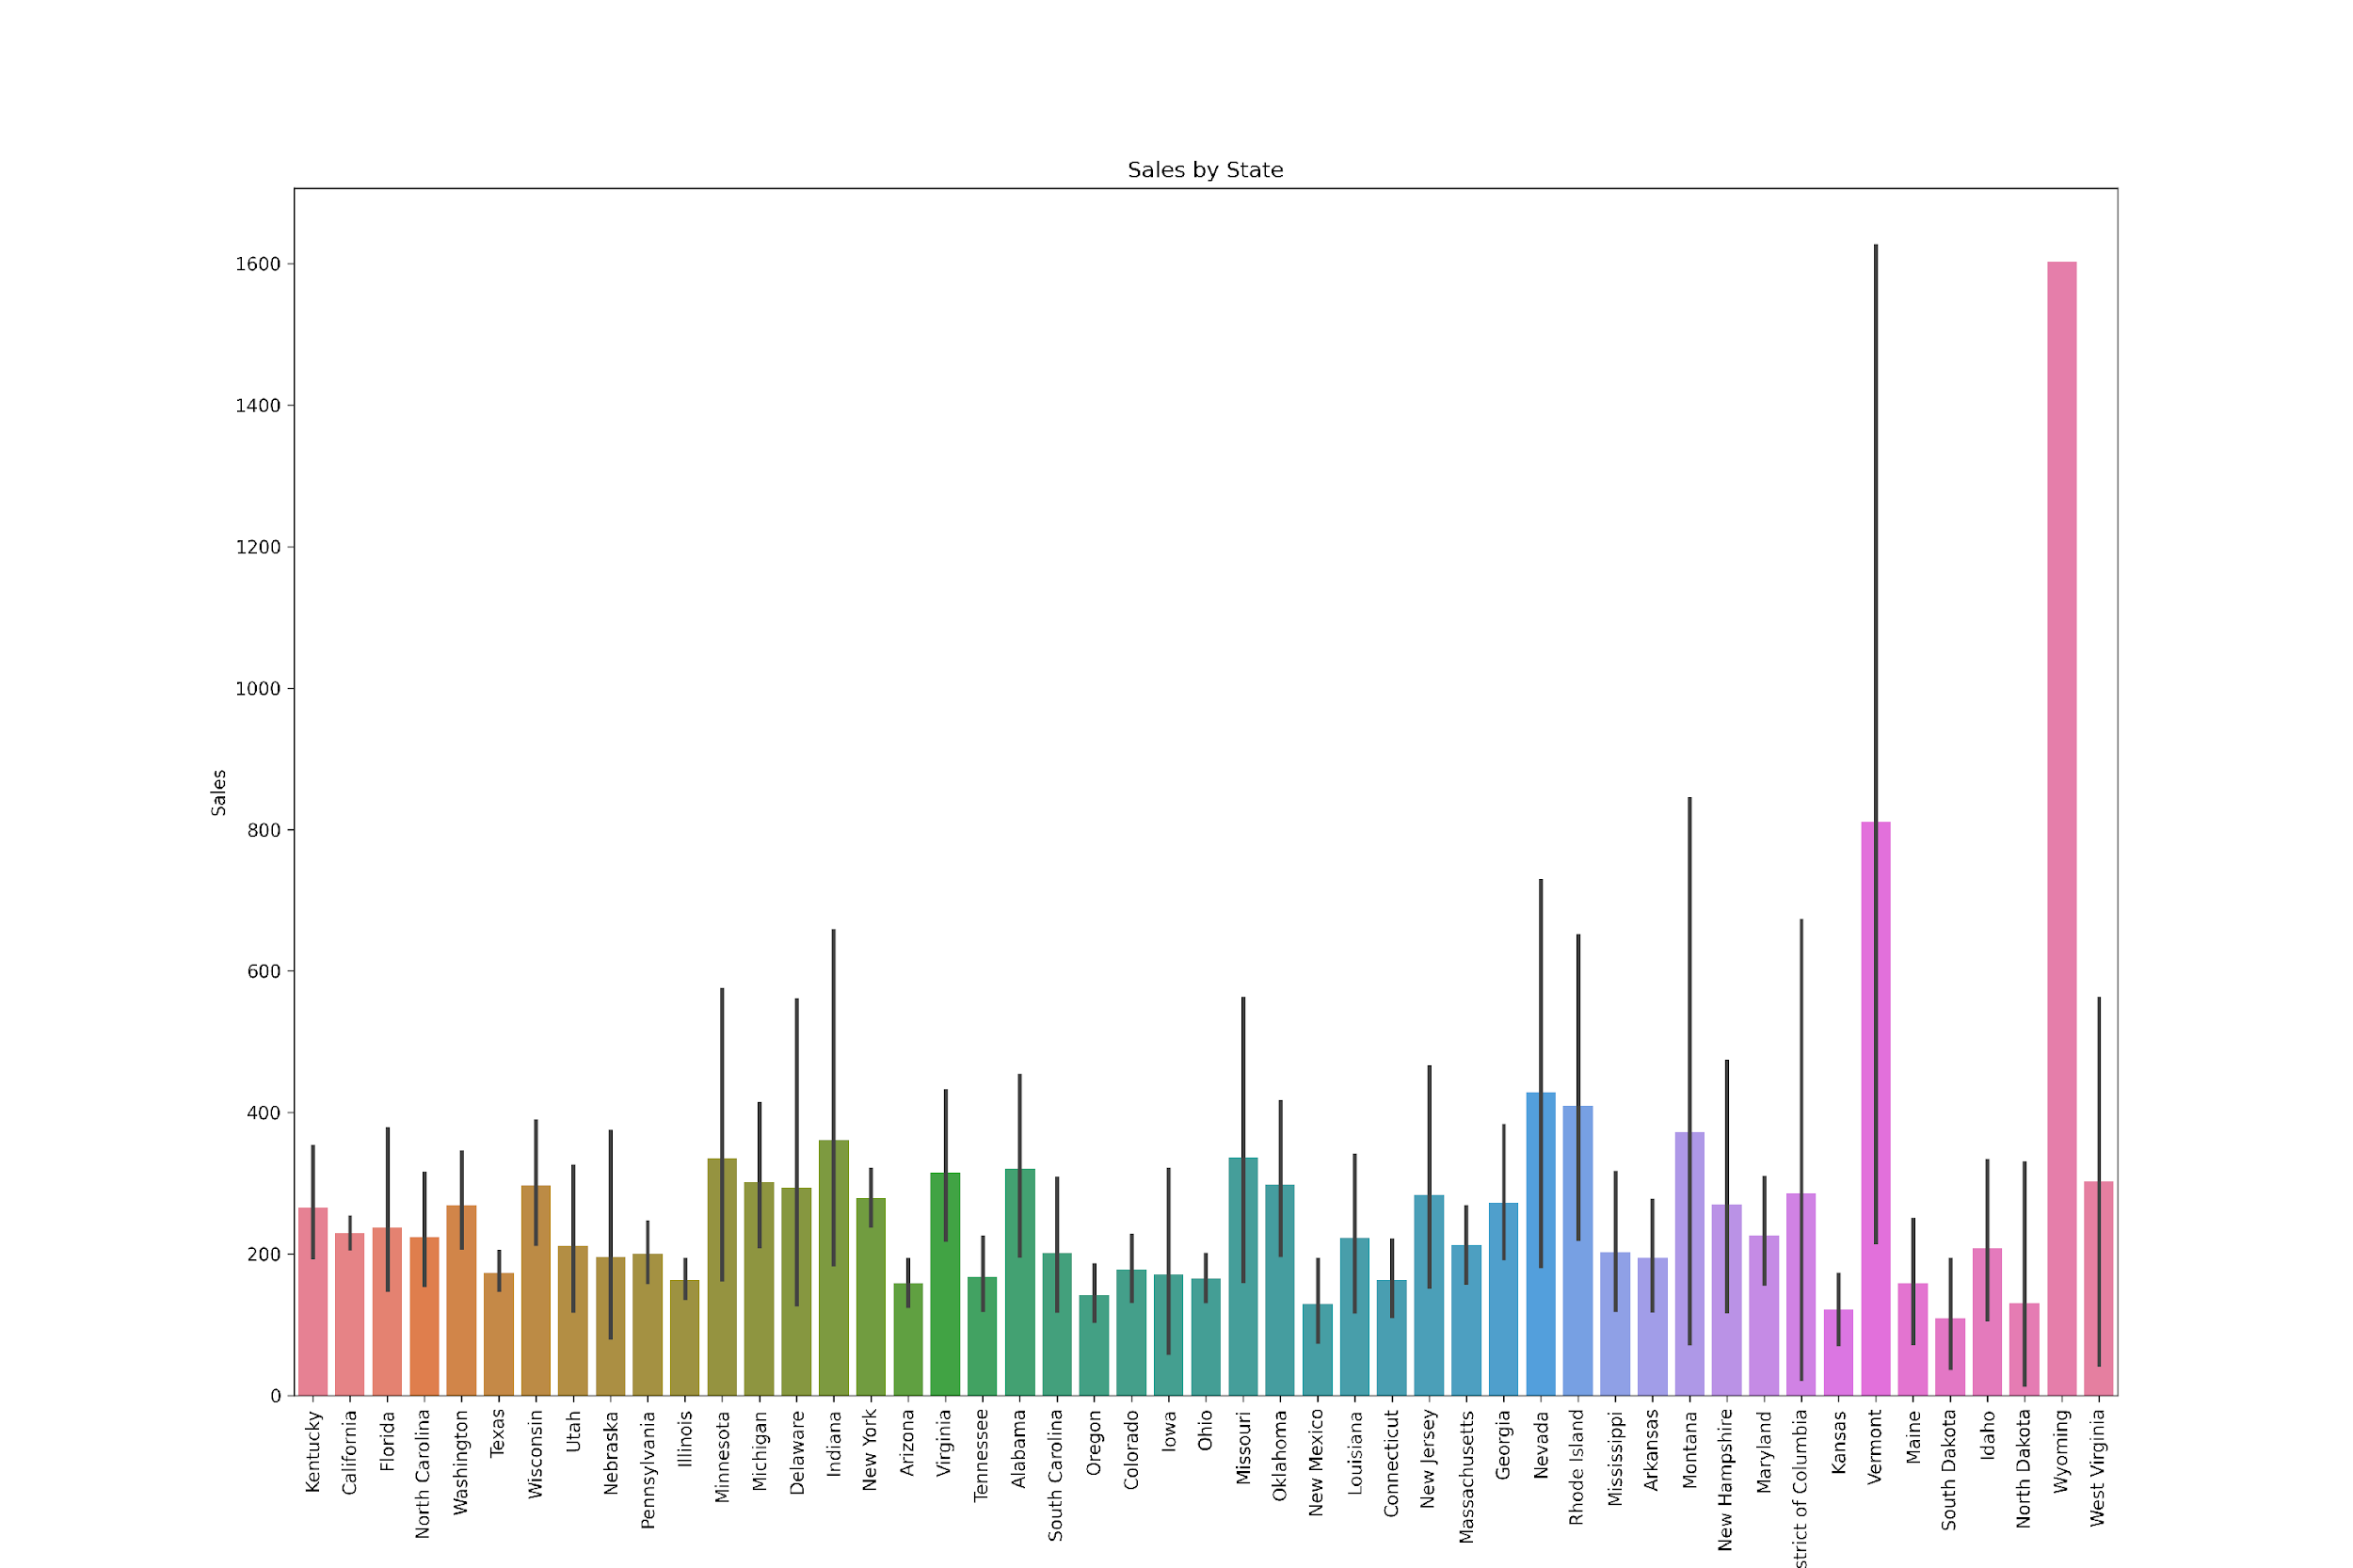 Sales by State
Sales
1600
1400
1200
1000
800
600
400
200
0
Kentucky
California
Florida
North Carolina
Washington
Texas
Wisconsin
Utah
Nebraska
Pennsylvania
Illinois
Minnesota
Michigan
Delaware
Indiana
New York
Arizona
Virginia
Tennessee
Alabama
South Carolina
Oregon
Colorado
Iowa
Ohio
Missouri
Oklahoma
New Mexico
Louisiana
Connecticut
New Jersey
Massachusetts
Georgia
Nevada
Rhode Island
Mississippi
Arkansas
Montana
New Hampshire
Maryland
strict of Columbia
Kansas
Vermont
Maine
South Dakota
Idaho
North Dakota
Wyoming
West Virginia